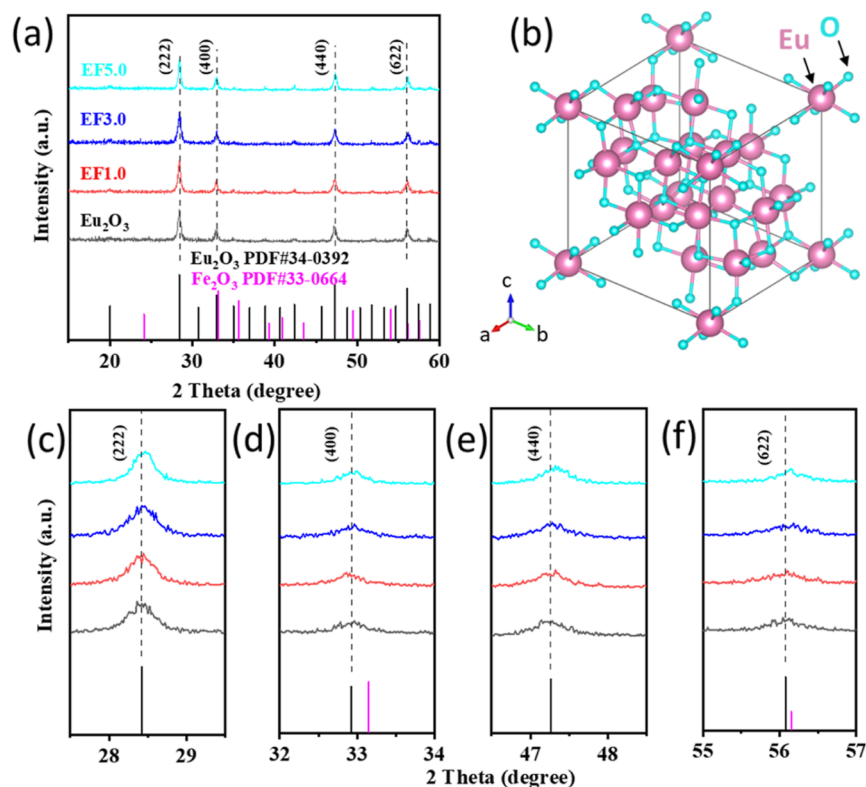 (a)
(222)
(400)
(440)
(622)
EF5.0
EF3.0
EF1.0
Eu₂O₃
Eu₂O₃ PDF#34-0392
Fe₂O₃ PDF#33-0664
Intensity (a.u.)
20 30 40 50 60
2 Theta (degree)
(b)
Eu
O
c
a
b
(c)
(222)
Intensity (a.u.)
28 29
(d)
(400)
32 33 34
(e)
(440)
47 48
(f)
(622)
55 56 57
2 Theta (degree)